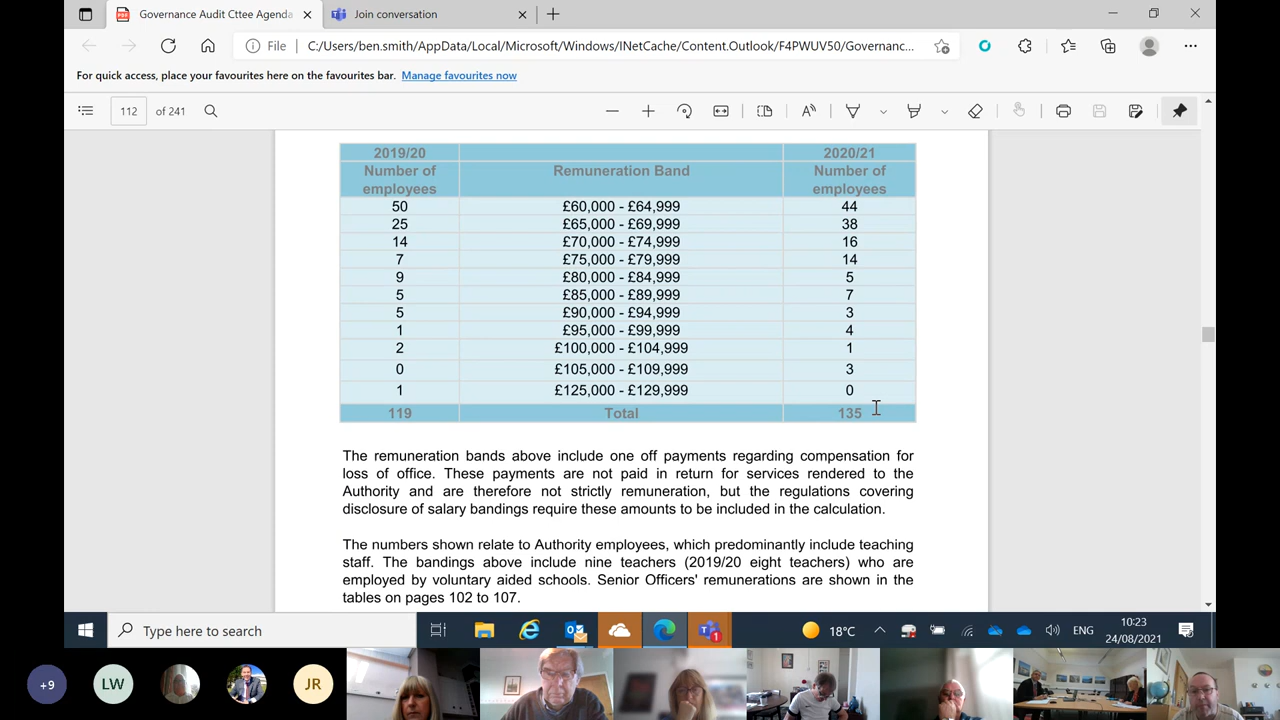 Governance Audit Cttee Agenda
Join conversation
File
C:/Users/ben.smith/AppData/Local/Microsoft/Windows/INetCache/Content.Outlook/F4PWUV50/Governanc...
For quick access, place your favourites here on the favourites bar. Manage favourites now
112 of 241
2019/20 2020/21
Number of employees Remuneration Band Number of employees
50 £60,000 - £64,999 44
25 £65,000 - £69,999 38
14 £70,000 - £74,999 16
7 £75,000 - £79,999 14
9 £80,000 - £84,999 5
5 £85,000 - £89,999 7
5 £90,000 - £94,999 3
1 £95,000 - £99,999 4
2 £100,000 - £104,999 1
0 £105,000 - £109,999 3
1 £125,000 - £129,999 0
119 Total 135
The remuneration bands above include one off payments regarding compensation for
loss of office. These payments are not paid in return for services rendered to the
Authority and are therefore not strictly remuneration, but the regulations covering
disclosure of salary bandings require these amounts to be included in the calculation.
The numbers shown relate to Authority employees, which predominantly include teaching
staff. The bandings above include nine teachers (2019/20 eight teachers) who are
employed by voluntary aided schools. Senior Officers' remunerations are shown in the
tables on pages 102 to 107.
Type here to search
1
18°C
ENG
10:23
24/08/2021
+9
LW
JR